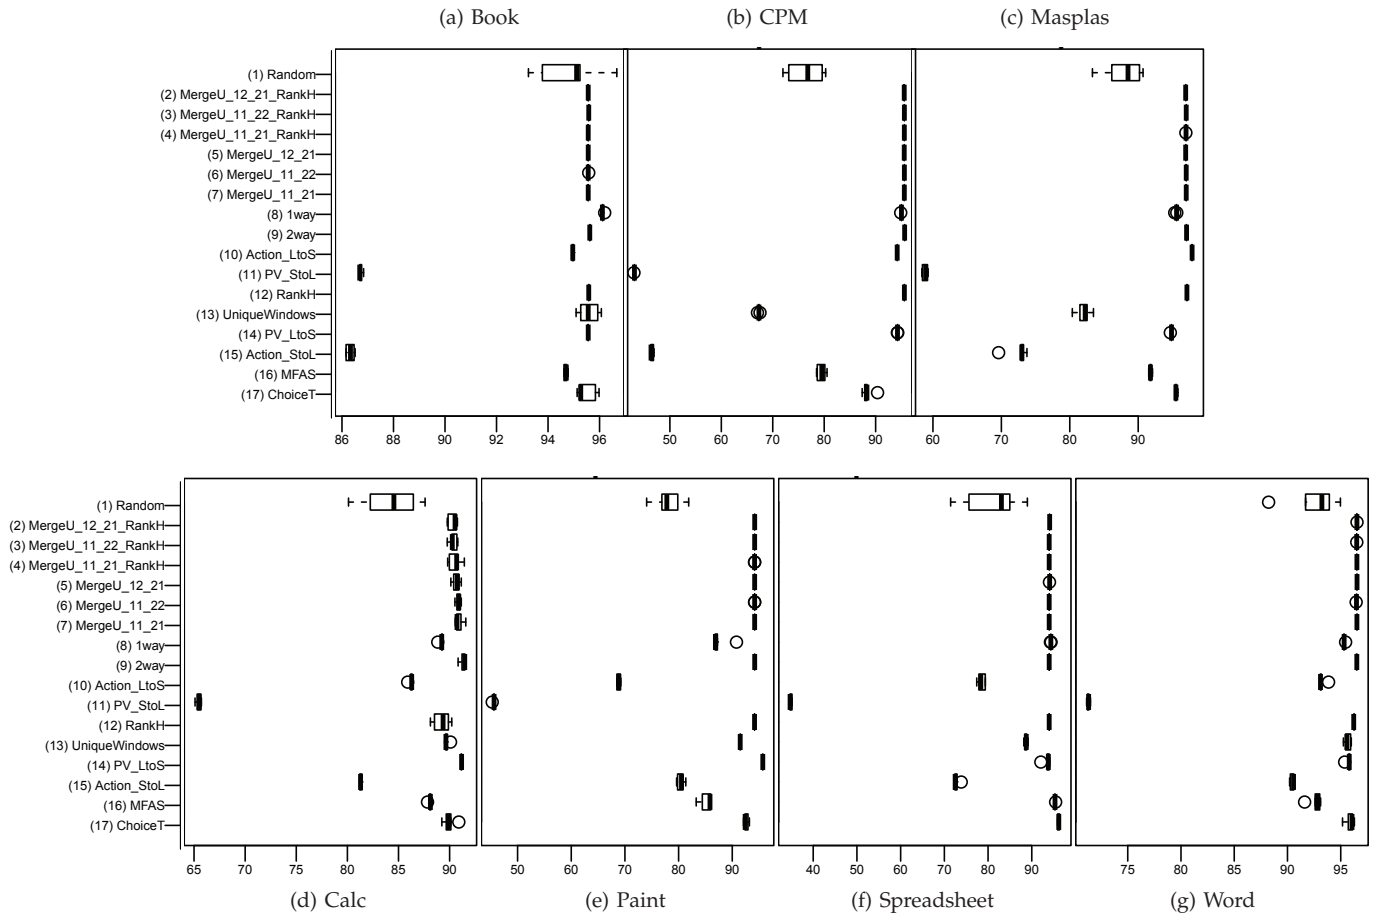 (a) Book (b) CPM (c) Masplas
(1) Random
(2) MergeU_12_21_RankH
(3) MergeU_11_22_RankH
(4) MergeU_11_21_RankH
(5) MergeU_12_21
(6) MergeU_11_22
(7) MergeU_11_21
(8) 1way
(9) 2way
(10) Action_LtoS
(11) PV_StoL
(12) RankH
(13) UniqueWindows
(14) PV_LtoS
(15) Action_StoL
(16) MFAS
(17) ChoiceT
86 88 90 92 94 96 50 60 70 80 90 60 70 80 90
(1) Random
(2) MergeU_12_21_RankH
(3) MergeU_11_22_RankH
(4) MergeU_11_21_RankH
(5) MergeU_12_21
(6) MergeU_11_22
(7) MergeU_11_21
(8) 1way
(9) 2way
(10) Action_LtoS
(11) PV_StoL
(12) RankH
(13) UniqueWindows
(14) PV_LtoS
(15) Action_StoL
(16) MFAS
(17) ChoiceT
65 70 75 80 85 90 50 60 70 80 90 40 50 60 70 80 90 75 80 85 90 95
(d) Calc (e) Paint (f) Spreadsheet (g) Word